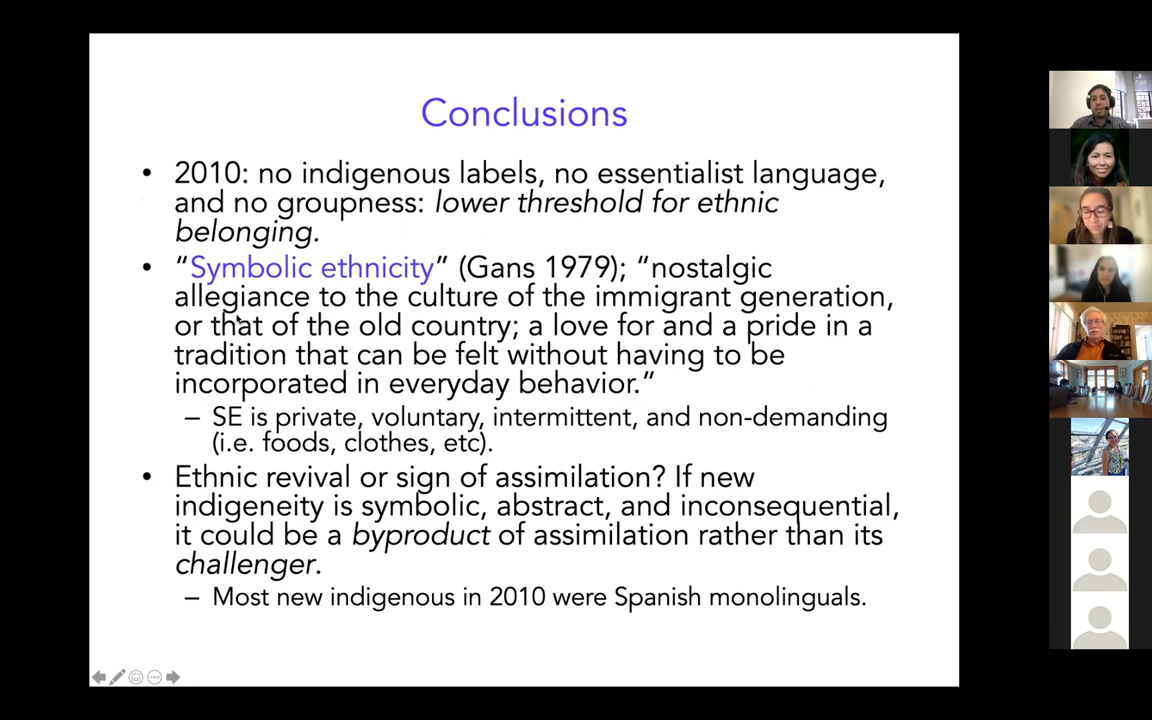 Conclusions
• 2010: no indigenous labels, no essentialist language,
and no groupness: lower threshold for ethnic
belonging.
• “Symbolic ethnicity” (Gans 1979); “nostalgic
allegiance to the culture of the immigrant generation,
or that of the old country; a love for and a pride in a
tradition that can be felt without having to be
incorporated in everyday behavior.”
– SE is private, voluntary, intermittent, and non-demanding
(i.e. foods, clothes, etc).
• Ethnic revival or sign of assimilation? If new
indigeneity is symbolic, abstract, and inconsequential,
it could be a byproduct of assimilation rather than its
challenger.
– Most new indigenous in 2010 were Spanish monolinguals.